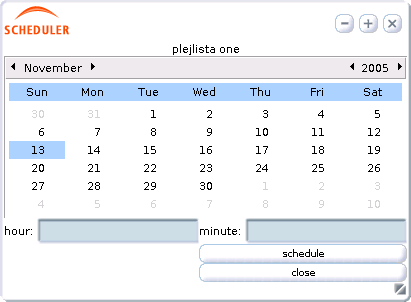 SCHEDULER
plejlista one
November 2005
Sun Mon Tue Wed Thu Fri Sat
30 31 1 2 3 4 5
6 7 8 9 10 11 12
13 14 15 16 17 18 19
20 21 22 23 24 25 26
27 28 29 30 1 2 3
4 5 6 7 8 9 10
hour: minute:
schedule
close